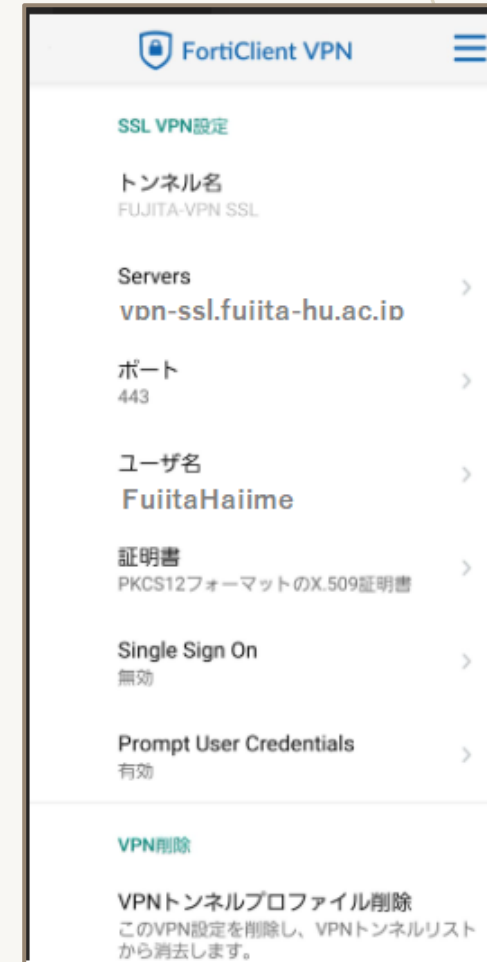 FortiClient VPN
SSL VPN設定
トンネル名
FUJITA-VPN SSL
Servers
vpn-ssl.fujita-hu.ac.jp
ポート
443
ユーザ名
FujitaHajime
証明書
PKCS12フォーマットのX.509証明書
Single Sign On
無効
Prompt User Credentials
有効
VPN削除
VPNトンネルプロファイル削除
このVPN設定を削除し、VPNトンネルリスト
から消去します。